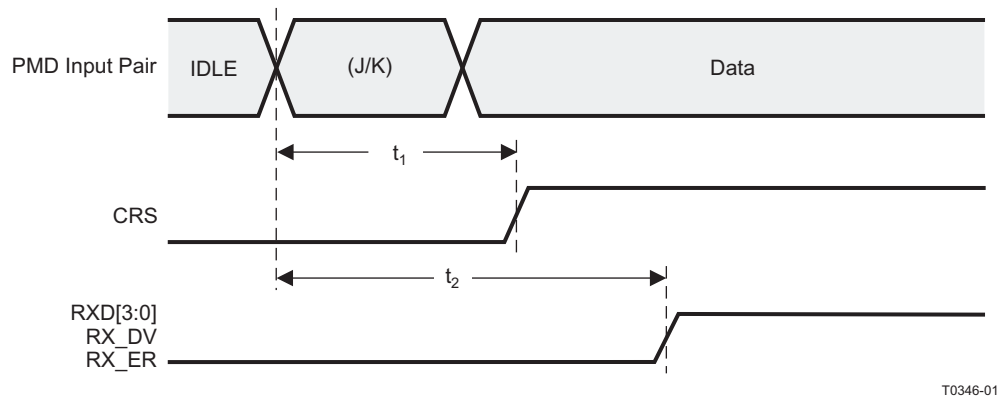 PMD Input Pair
IDLE
(J/K)
Data
t1
CRS
t2
RXD[3:0]
RX_DV
RX_ER
T0346-01